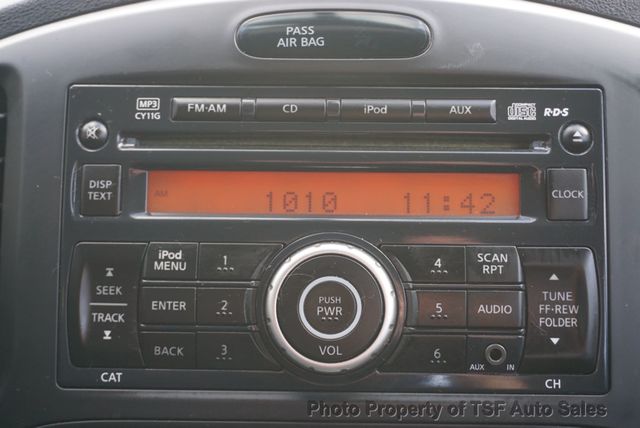 PASS
AIR BAG
MP3
CY11G
FM·AM
CD
iPod
AUX
COMPACT
disc
R·D·S
DISP
TEXT
AM
1010
11:42
CLOCK
iPod
MENU
1
4
SCAN
RPT
SEEK
TRACK
ENTER
2
PUSH
PWR
5
AUDIO
TUNE
FF·REW
FOLDER
BACK
3
VOL
6
AUX IN
CAT
CH
Photo Property of TSF Auto Sales